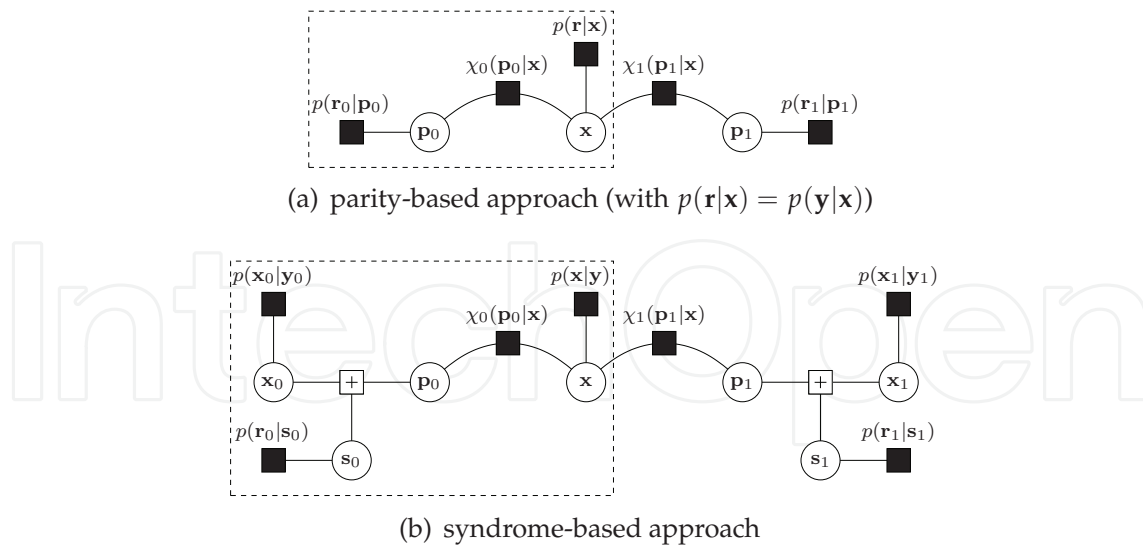 p(r|x)
χ₀(p₀|x) χ₁(p₁|x)
p(r₀|p₀) p(r₁|p₁)
p₀ x p₁
(a) parity-based approach (with p(r|x) = p(y|x))
IntechOpen
p(x₀|y₀) p(x|y) p(x₁|y₁)
χ₀(p₀|x) χ₁(p₁|x)
x₀ + p₀ x p₁ + x₁
p(r₀|s₀) p(r₁|s₁)
s₀ s₁
(b) syndrome-based approach